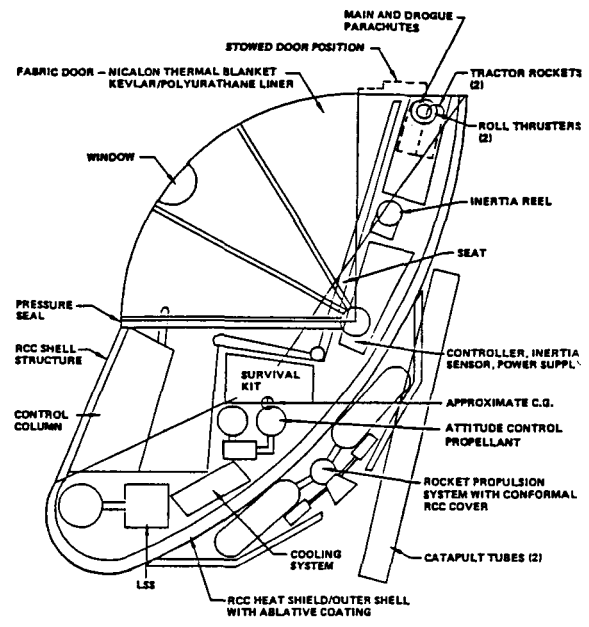 MAIN AND DROGUE
PARACHUTES
STOWED DOOR POSITION
FABRIC DOOR – NICALON THERMAL BLANKET
KEVLAR/POLYURATHANE LINER
TRACTOR ROCKETS
(2)
ROLL THRUSTERS
(2)
WINDOW
INERTIA REEL
SEAT
PRESSURE
SEAL
RCC SHELL
STRUCTURE
CONTROLLER, INERTIA
SENSOR, POWER SUPPLY
SURVIVAL
KIT
APPROXIMATE C.G.
CONTROL
COLUMN
ATTITUDE CONTROL
PROPELLANT
ROCKET PROPULSION
SYSTEM WITH CONFORMAL
RCC COVER
COOLING
SYSTEM
CATAPULT TUBES (2)
LSS
RCC HEAT SHIELD/OUTER SHELL
WITH ABLATIVE COATING